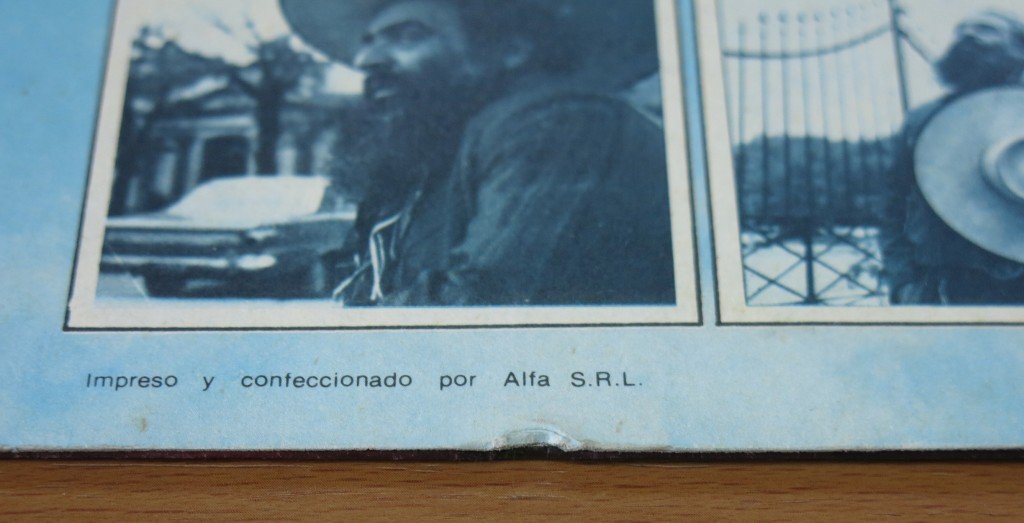 Impreso y confeccionado por Alfa S.R.L.